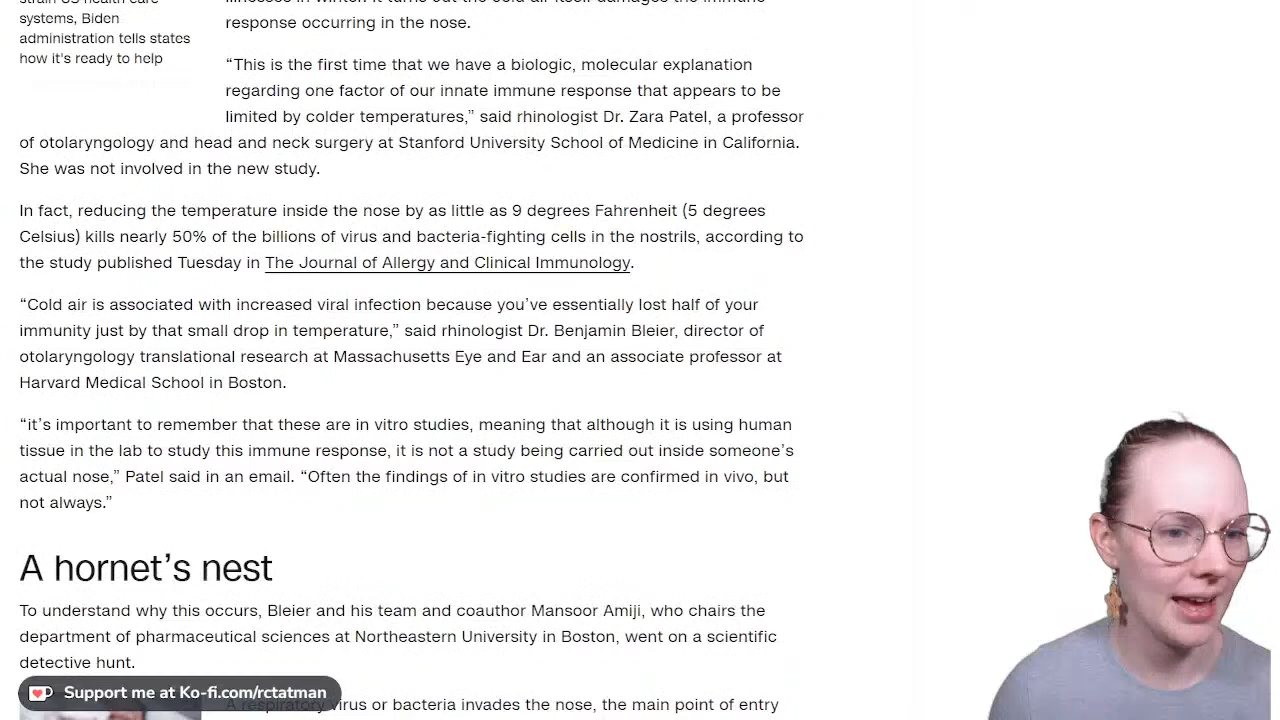 strain US health care
systems, Biden
administration tells states
how it's ready to help
illnesses in winter. It turns out the cold air itself damages the immune
response occurring in the nose.
“This is the first time that we have a biologic, molecular explanation
regarding one factor of our innate immune response that appears to be
limited by colder temperatures,” said rhinologist Dr. Zara Patel, a professor
of otolaryngology and head and neck surgery at Stanford University School of Medicine in California.
She was not involved in the new study.
In fact, reducing the temperature inside the nose by as little as 9 degrees Fahrenheit (5 degrees
Celsius) kills nearly 50% of the billions of virus and bacteria-fighting cells in the nostrils, according to
the study published Tuesday in The Journal of Allergy and Clinical Immunology.
“Cold air is associated with increased viral infection because you’ve essentially lost half of your
immunity just by that small drop in temperature,” said rhinologist Dr. Benjamin Bleier, director of
otolaryngology translational research at Massachusetts Eye and Ear and an associate professor at
Harvard Medical School in Boston.
“it’s important to remember that these are in vitro studies, meaning that although it is using human
tissue in the lab to study this immune response, it is not a study being carried out inside someone’s
actual nose,” Patel said in an email. “Often the findings of in vitro studies are confirmed in vivo, but
not always.”
A hornet’s nest
To understand why this occurs, Bleier and his team and coauthor Mansoor Amiji, who chairs the
department of pharmaceutical sciences at Northeastern University in Boston, went on a scientific
detective hunt.
A respiratory virus or bacteria invades the nose, the main point of entry
Support me at Ko-fi.com/rctatman